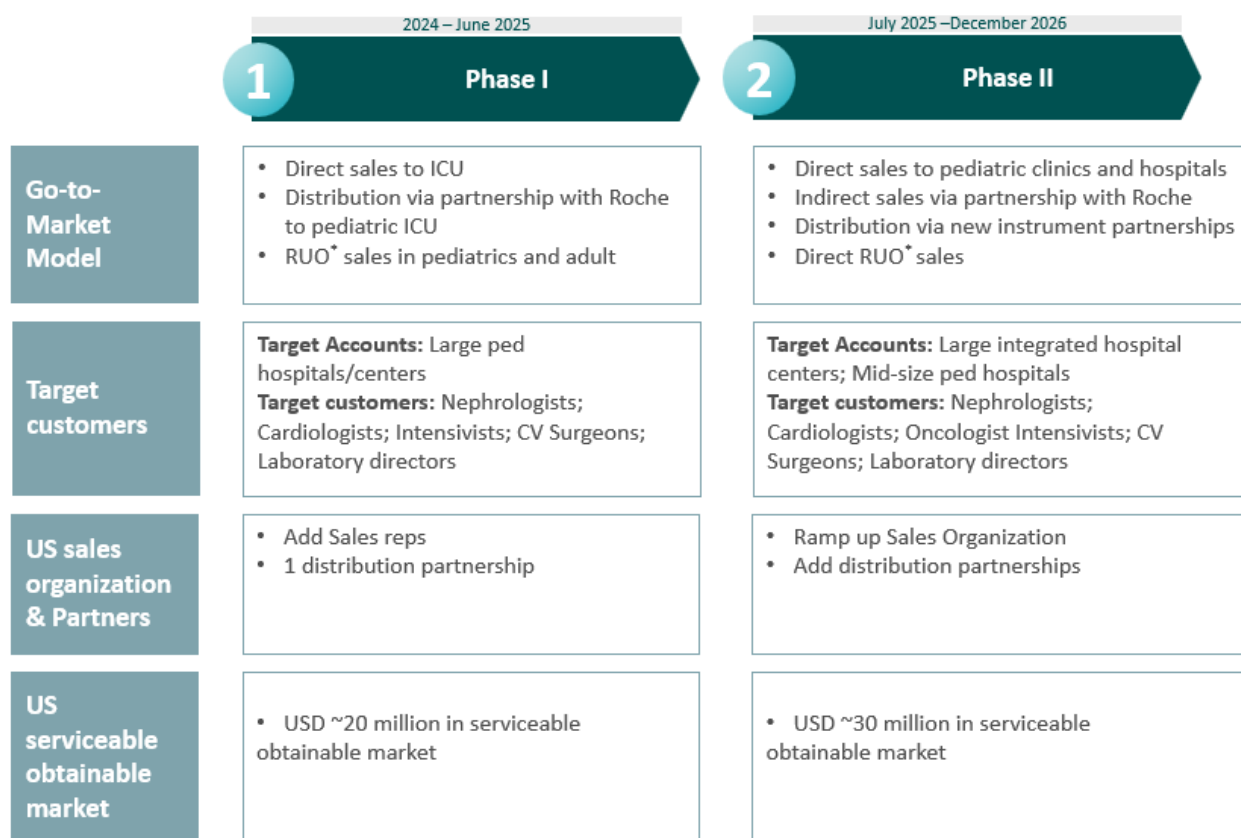 2024 – June 2025
July 2025 –December 2026
1
Phase I
2
Phase II
Go-to-
Market
Model
• Direct sales to ICU
• Distribution via partnership with Roche
to pediatric ICU
• RUO* sales in pediatrics and adult
• Direct sales to pediatric clinics and hospitals
• Indirect sales via partnership with Roche
• Distribution via new instrument partnerships
• Direct RUO* sales
Target
customers
Target Accounts: Large ped
hospitals/centers
Target customers: Nephrologists;
Cardiologists; Intensivists; CV Surgeons;
Laboratory directors
Target Accounts: Large integrated hospital
centers; Mid-size ped hospitals
Target customers: Nephrologists;
Cardiologists; Oncologist Intensivists; CV
Surgeons; Laboratory directors
US sales
organization
& Partners
• Add Sales reps
• 1 distribution partnership
• Ramp up Sales Organization
• Add distribution partnerships
US
serviceable
obtainable
market
• USD ~20 million in serviceable
obtainable market
• USD ~30 million in serviceable
obtainable market